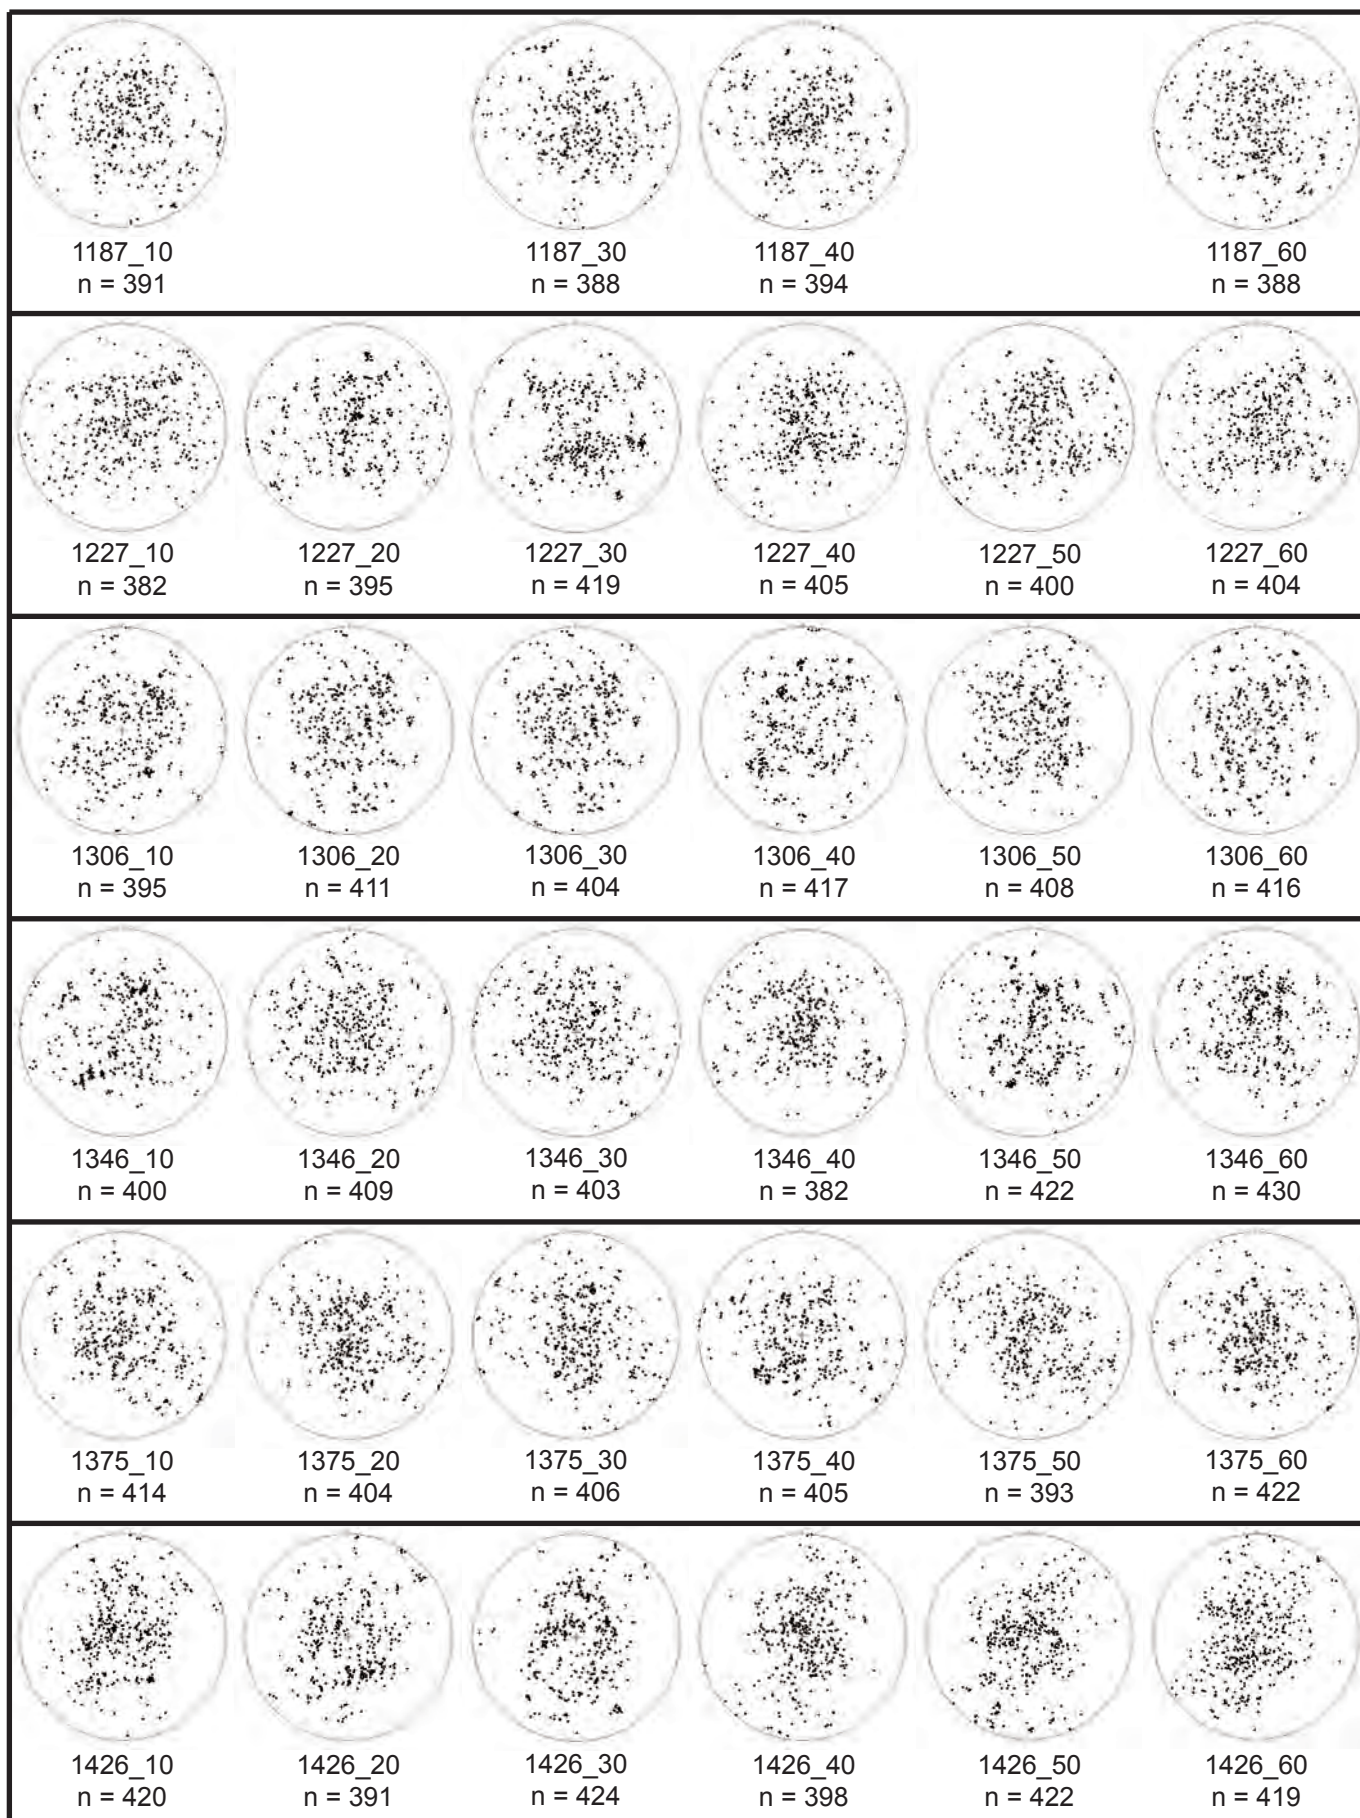 1187_10 1187_30 1187_40 1187_60
n = 391 n = 388 n = 394 n = 388
1227_10 1227_20 1227_30 1227_40 1227_50 1227_60
n = 382 n = 395 n = 419 n = 405 n = 400 n = 404
1306_10 1306_20 1306_30 1306_40 1306_50 1306_60
n = 395 n = 411 n = 404 n = 417 n = 408 n = 416
1346_10 1346_20 1346_30 1346_40 1346_50 1346_60
n = 400 n = 409 n = 403 n = 382 n = 422 n = 430
1375_10 1375_20 1375_30 1375_40 1375_50 1375_60
n = 414 n = 404 n = 406 n = 405 n = 393 n = 422
1426_10 1426_20 1426_30 1426_40 1426_50 1426_60
n = 420 n = 391 n = 424 n = 398 n = 422 n = 419